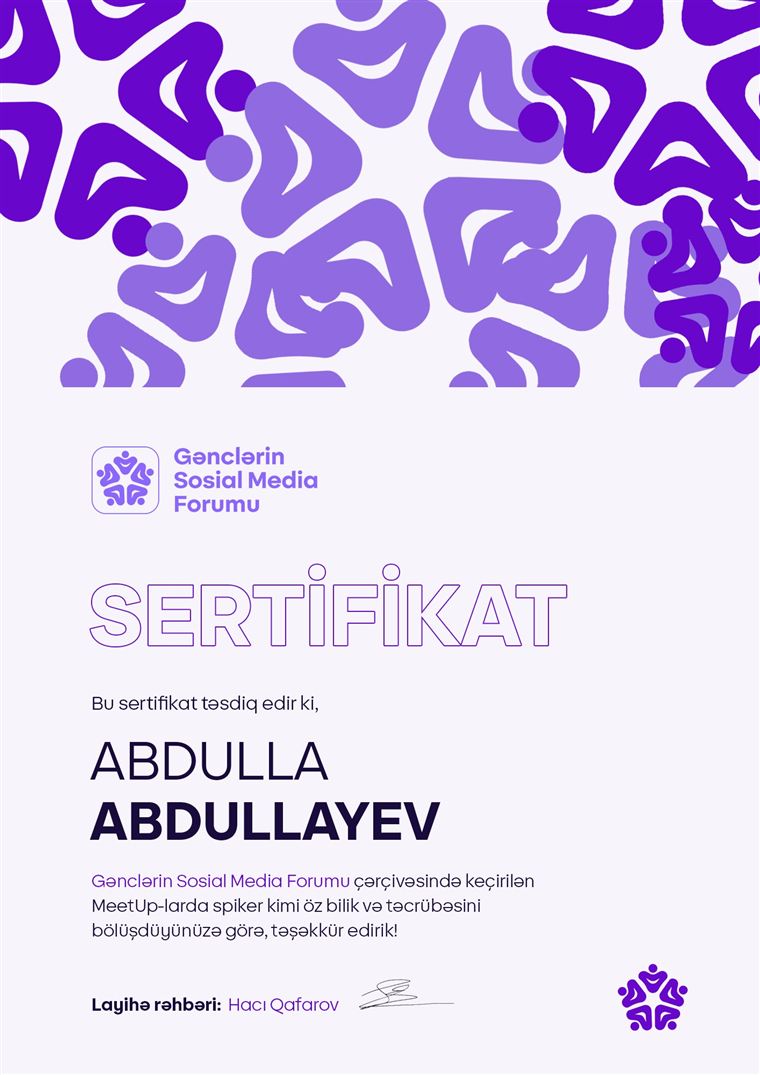 Gənclərin
Sosial Media
Forumu
SERTİFİKAT
Bu sertifikat təsdiq edir ki,
ABDULLA
ABDULLAYEV
Gənclərin Sosial Media Forumu çərçivəsində keçirilən
MeetUp-larda spiker kimi öz bilik və təcrübəsini
bölüşdüyünüzə görə, təşəkkür edirik!
Layihə rəhbəri: Hacı Qafarov